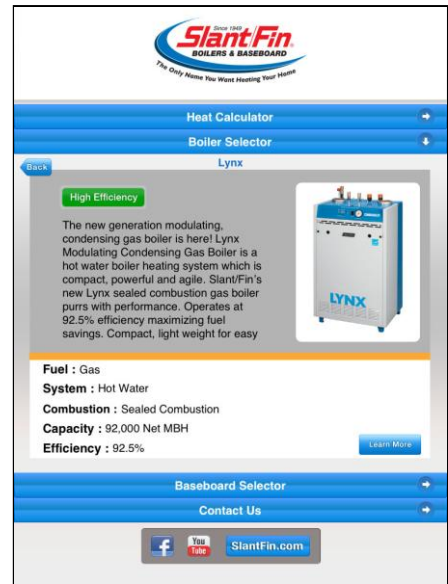 Since 1949
Slant/Fin
BOILERS & BASEBOARD
The Only Name You Want Heating Your Home
Heat Calculator
Boiler Selector
Back
Lynx
High Efficiency
The new generation modulating,
condensing gas boiler is here! Lynx
Modulating Condensing Gas Boiler is a
hot water boiler heating system which is
compact, powerful and agile. Slant/Fin's
new Lynx sealed combustion gas boiler
purrs with performance. Operates at
92.5% efficiency maximizing fuel
savings. Compact, light weight for easy
LYNX
Fuel : Gas
System : Hot Water
Combustion : Sealed Combustion
Capacity : 92,000 Net MBH
Efficiency : 92.5%
Learn More
Baseboard Selector
Contact Us
f
You
Tube
SlantFin.com